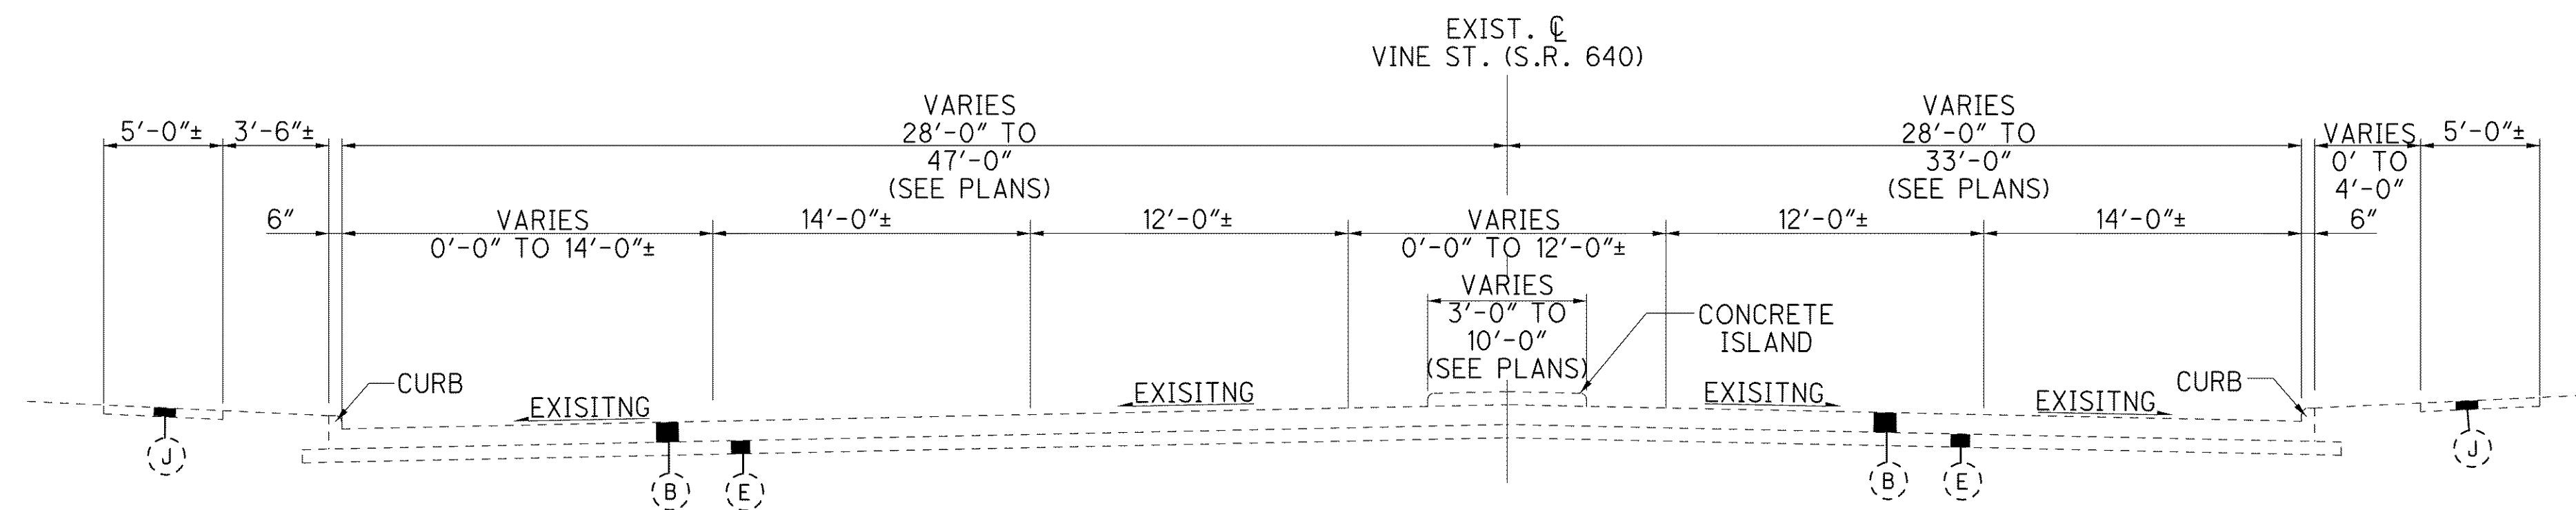 EXIST. ℄
VINE ST. (S.R. 640)
5'-0"±
3'-6"±
VARIES
28'-0" TO
47'-0"
(SEE PLANS)
VARIES
28'-0" TO
33'-0"
(SEE PLANS)
VARIES
0' TO
4'-0"
5'-0"±
6"
VARIES
0'-0" TO 14'-0"±
14'-0"±
12'-0"±
VARIES
0'-0" TO 12'-0"±
12'-0"±
14'-0"±
6"
VARIES
3'-0" TO
10'-0"
(SEE PLANS)
CONCRETE
ISLAND
CURB
EXISITNG
EXISITNG
EXISITNG
EXISITNG
CURB
J
B
E
B
E
J